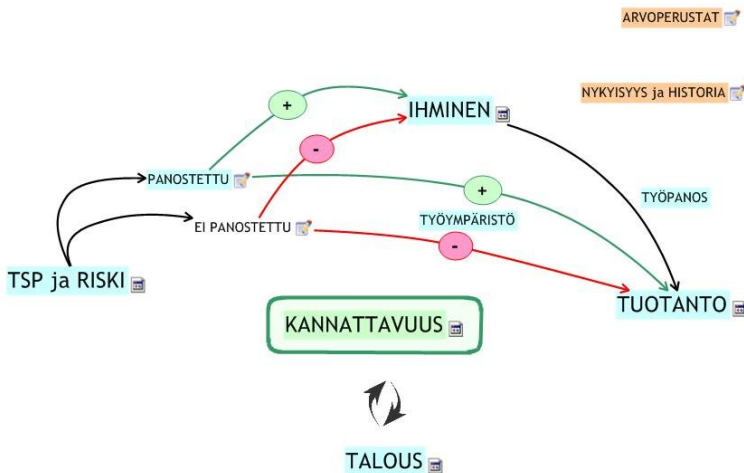 ARVOPERUSTAT
NYKYISYYS ja HISTORIA
+
IHMINEN
-
PANOSTETTU
+
TYÖPANOS
EI PANOSTETTU
TYÖYMPÄRISTÖ
-
TSP ja RISKI
TUOTANTO
KANNATTAVUUS
TALOUS